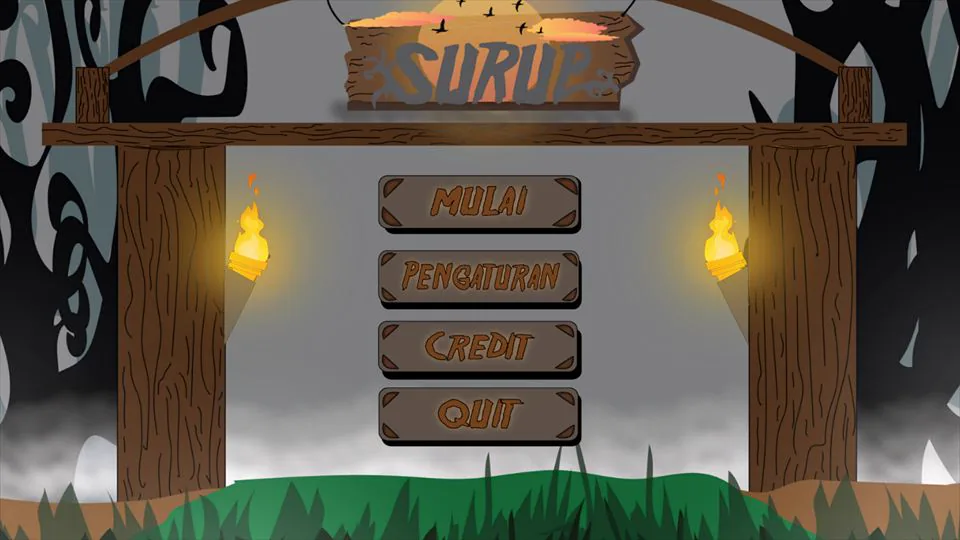 SURUP
MULAI
PENGATURAN
CREDIT
QUIT